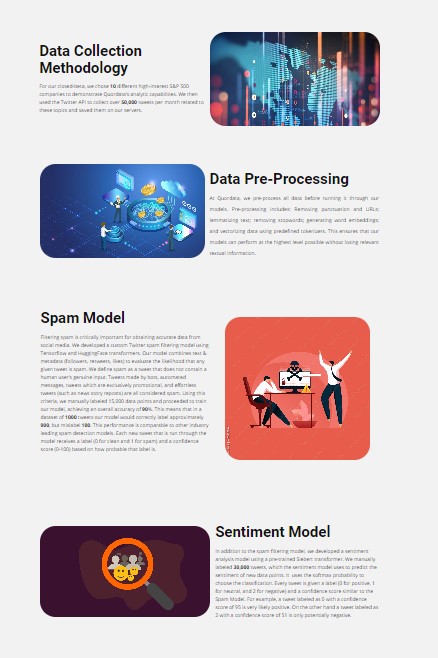 Data Collection
Methodology
For our closed-beta, we chose 10 different high-interest S&P 500
companies to demonstrate Quordata's analytic capabilities. We then
used the Twitter API to collect over 50,000 tweets per month related to
these topics and saved them on our servers.
Data Pre-Processing
At Quordata, we pre-process all data before running it through our
models. Pre-processing includes: Removing punctuation and URLs;
lemmatizing text; removing stopwords; generating word embeddings;
and vectorizing data using predefined tokenizers. This ensures that our
models can perform at the highest level possible without losing relevant
textual information.
Spam Model
Filtering spam is critically important for obtaining accurate data from
social media. We developed a custom Twitter spam filtering model using
Tensorflow and HuggingFace transformers. Our model combines text &
metadata (followers, retweets, likes) to evaluate the likelihood that any
given tweet is spam. We define spam as a tweet that does not contain a
human user's genuine input. Tweets made by bots, automated
messages, tweets which are exclusively promotional, and effortless
tweets (such as news story reposts) are all considered spam. Using this
criteria, we manually labeled 15,000 data points and proceeded to train
our model, achieving an overall accuracy of 90%. This means that in a
dataset of 1000 tweets our model would correctly label approximately
900, but mislabel 100. This performance is comparable to other industry
leading spam detection models. Each new tweet that is run through the
model receives a label (0 for clean and 1 for spam) and a confidence
score (0-100) based on how probable that label is.
Sentiment Model
In addition to the spam filtering model, we developed a sentiment
analysis model using a pre-trained Siebert transformer. We manually
labeled 30,000 tweets, which the sentiment model uses to predict the
sentiment of new data points. It uses the softmax probability to
choose the classification. Every tweet is given a label (0 for positive, 1
for neutral, and 2 for negative) and a confidence score similar to the
Spam Model. For example, a tweet labeled as 0 with a confidence
score of 95 is very likely positive. On the other hand a tweet labeled as
2 with a confidence score of 51 is only potentially negative.